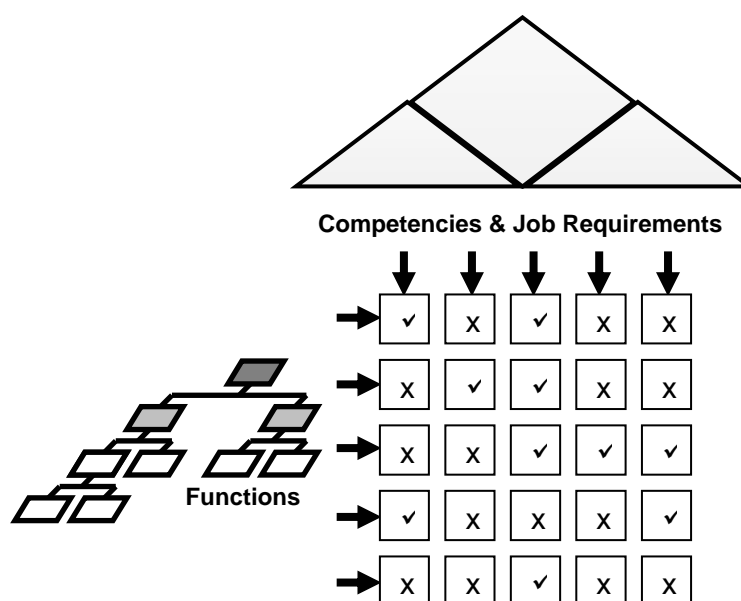 Competencies & Job Requirements
✓ x ✓ x x
x ✓ ✓ x x
x x ✓ ✓ ✓
Functions
✓ x x x ✓
x x ✓ x x